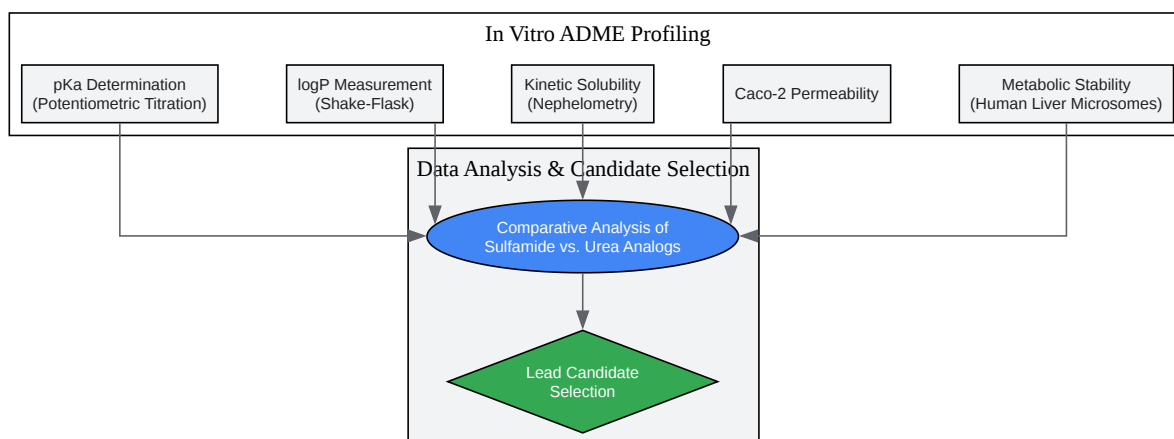 In Vitro ADME Profiling
pKa Determination
(Potentiometric Titration)
logP Measurement
(Shake-Flask)
Kinetic Solubility
(Nephelometry)
Caco-2 Permeability
Metabolic Stability
(Human Liver Microsomes)
Data Analysis & Candidate Selection
Comparative Analysis of
Sulfamide vs. Urea Analogs
Lead Candidate
Selection